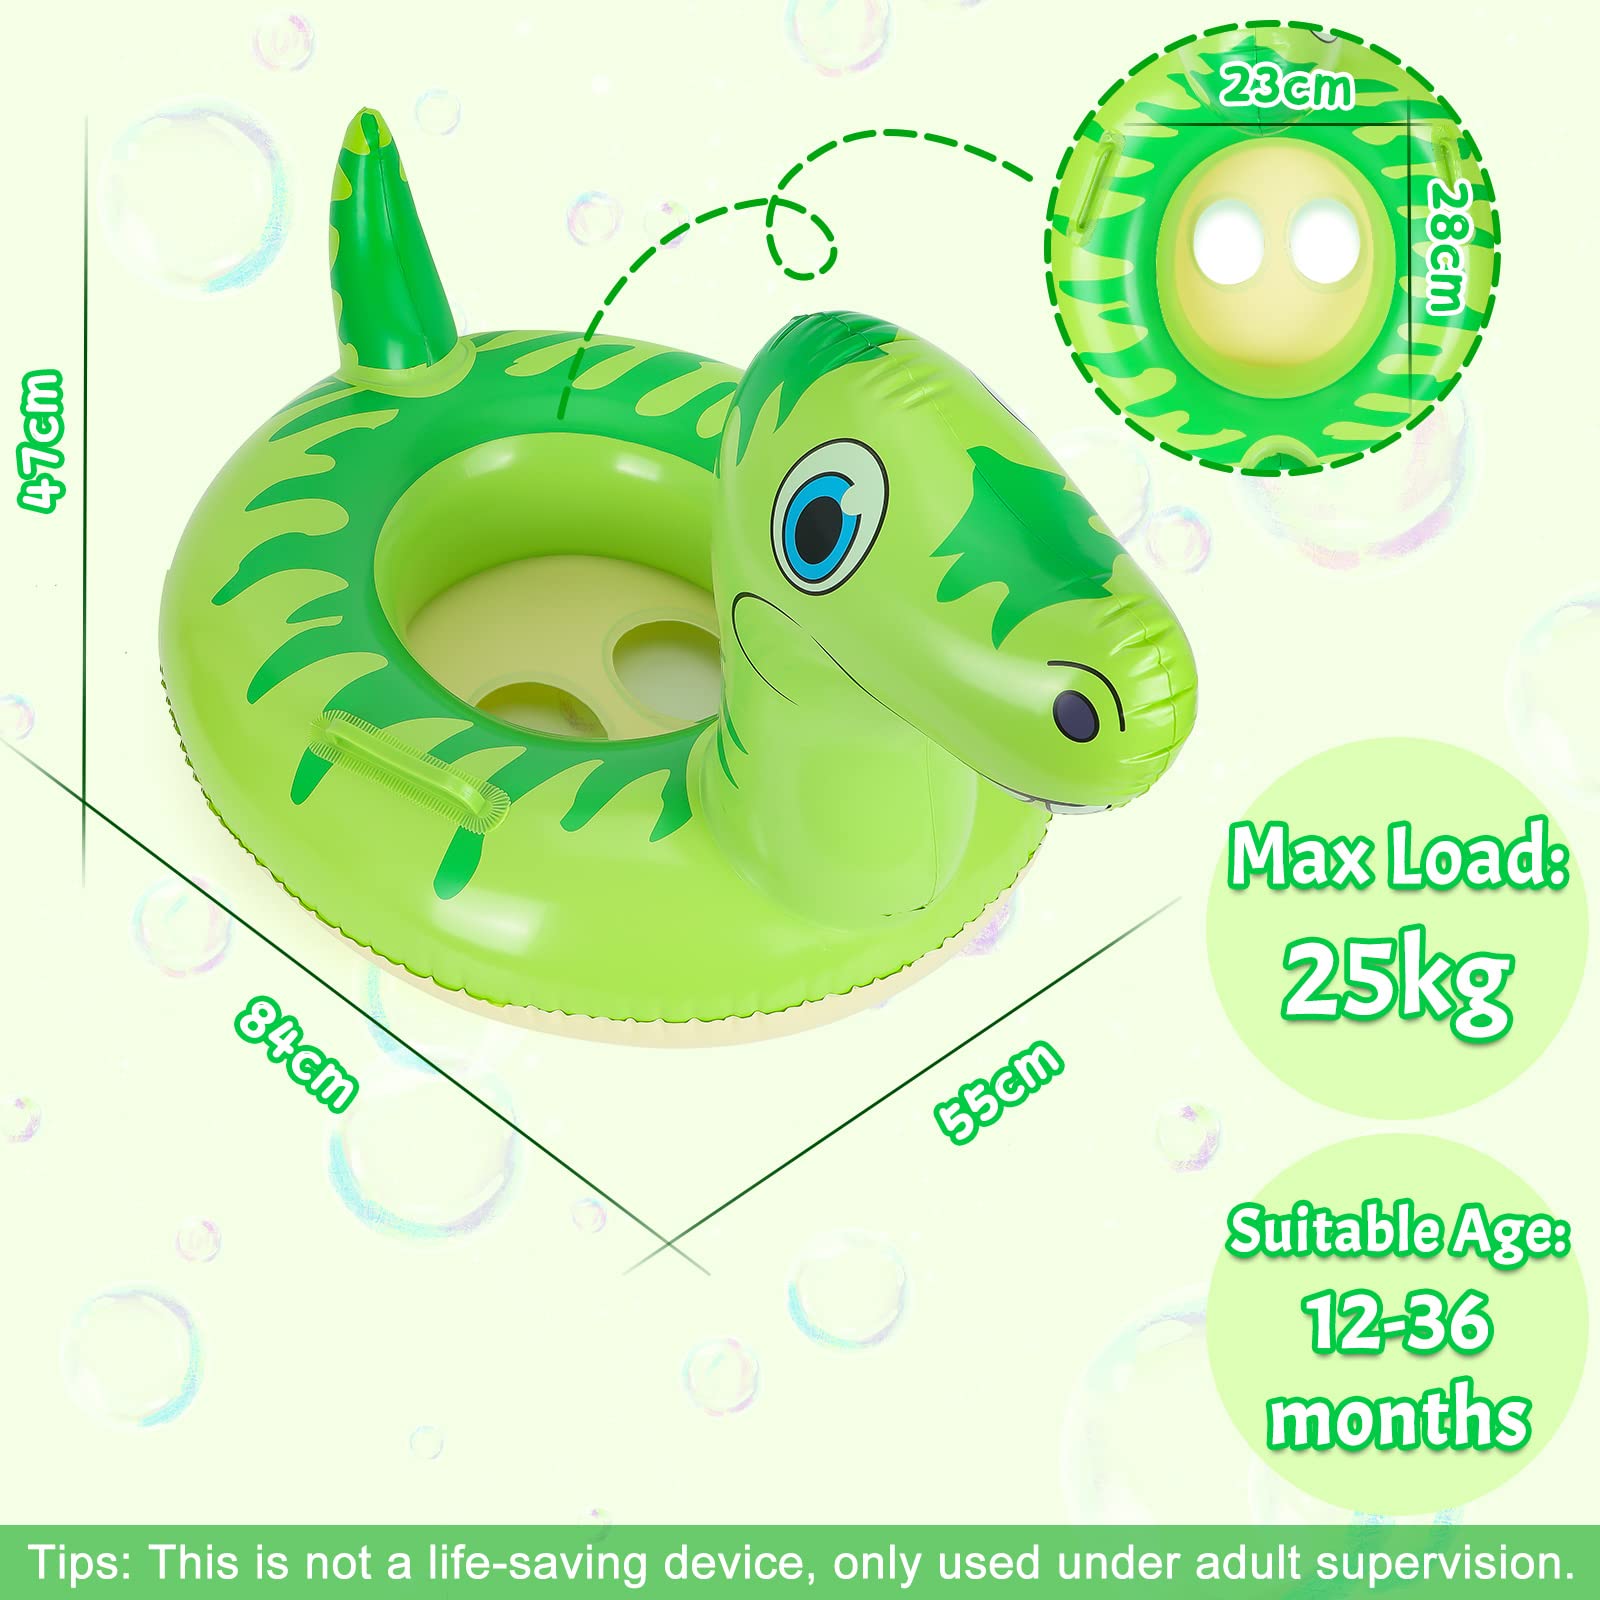 23cm
28cm
47cm
84cm
55cm
Max Load:
25kg
Suitable Age:
12-36
months
Tips: This is not a life-saving device, only used under adult supervision.